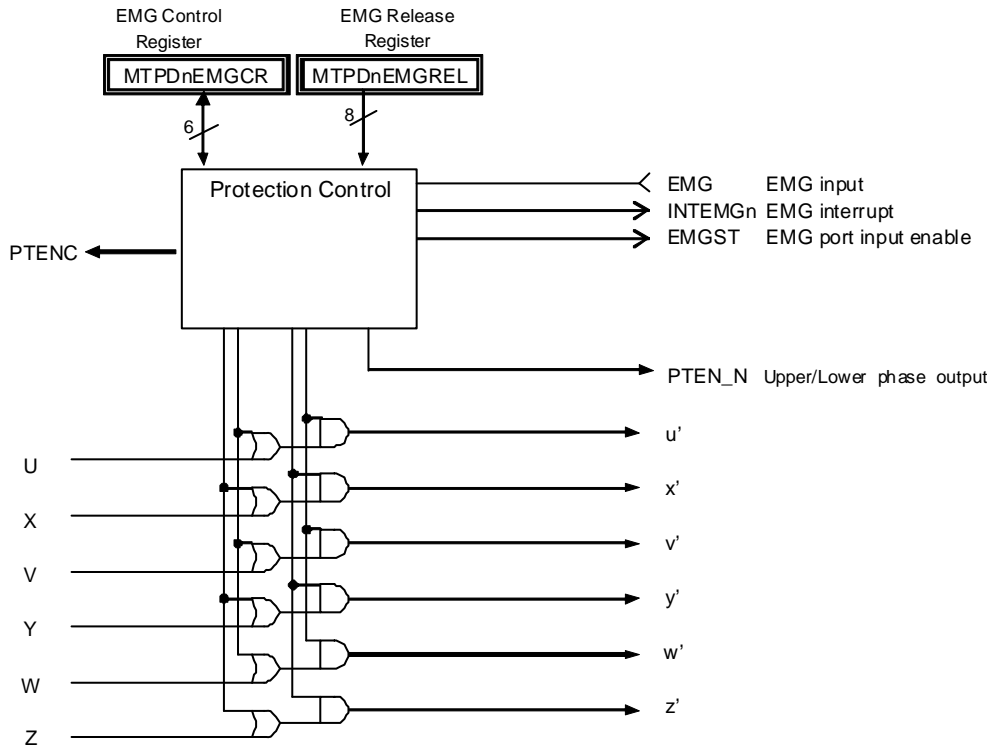 EMG Control
Register
EMG Release
Register
MTPDnEMGCR
MTPDnEMGREL
6
8
Protection Control
EMG EMG input
INTEMGn EMG interrupt
EMGST EMG port input enable
PTENC
PTEN_N Upper/Lower phase output
u'
U
x'
X
v'
V
y'
Y
w'
W
z'
Z